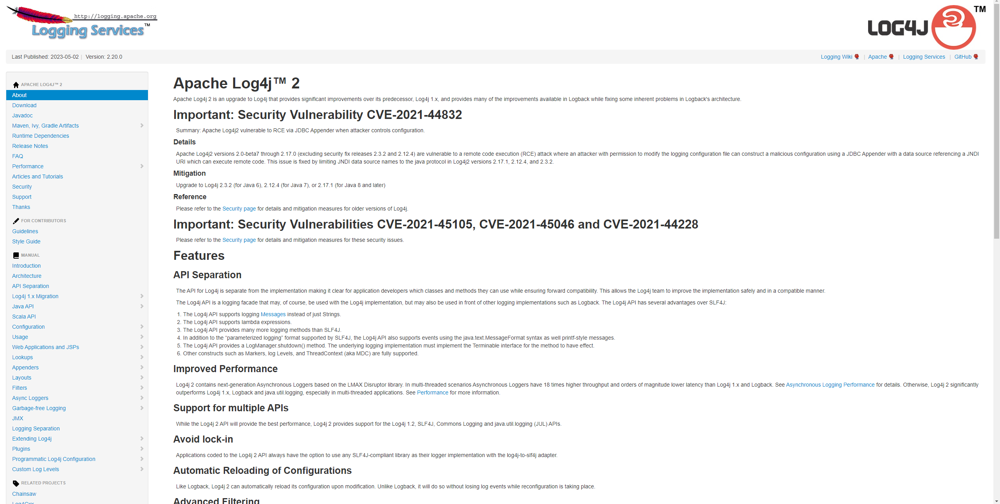 http://logging.apache.org
Logging Services™
LOG4J
TM
Last Published: 2023-05-02 | Version: 2.20.0
Logging Wiki | Apache | Logging Services | GitHub
APACHE LOG4J™ 2
About
Download
Javadoc
Maven, Ivy, Gradle Artifacts
Runtime Dependencies
Release Notes
FAQ
Performance
Articles and Tutorials
Security
Support
Thanks
FOR CONTRIBUTORS
Guidelines
Style Guide
MANUAL
Introduction
Architecture
API Separation
Log4j 1.x Migration
Java API
Scala API
Configuration
Usage
Web Applications and JSPs
Lookups
Appenders
Layouts
Filters
Async Loggers
Garbage-free Logging
JMX
Logging Separation
Extending Log4j
Plugins
Programmatic Log4j Configuration
Custom Log Levels
RELATED PROJECTS
Chainsaw
Log4Cxx
Apache Log4j™ 2
Apache Log4j 2 is an upgrade to Log4j that provides significant improvements over its predecessor, Log4j 1.x, and provides many of the improvements available in Logback while fixing some inherent problems in Logback's architecture.
Important: Security Vulnerability CVE-2021-44832
Summary: Apache Log4j2 vulnerable to RCE via JDBC Appender when attacker controls configuration.
Details
Apache Log4j2 versions 2.0-beta7 through 2.17.0 (excluding security fix releases 2.3.2 and 2.12.4) are vulnerable to a remote code execution (RCE) attack where an attacker with permission to modify the logging configuration file can construct a malicious configuration using a JDBC Appender with a data source referencing a JNDI
URI which can execute remote code. This issue is fixed by limiting JNDI data source names to the java protocol in Log4j2 versions 2.17.1, 2.12.4, and 2.3.2.
Mitigation
Upgrade to Log4j 2.3.2 (for Java 6), 2.12.4 (for Java 7), or 2.17.1 (for Java 8 and later)
Reference
Please refer to the Security page for details and mitigation measures for older versions of Log4j.
Important: Security Vulnerabilities CVE-2021-45105, CVE-2021-45046 and CVE-2021-44228
Please refer to the Security page for details and mitigation measures for these security issues.
Features
API Separation
The API for Log4j is separate from the implementation making it clear for application developers which classes and methods they can use while ensuring forward compatibility. This allows the Log4j team to improve the implementation safely and in a compatible manner.
The Log4j API is a logging facade that may, of course, be used with the Log4j implementation, but may also be used in front of other logging implementations such as Logback. The Log4j API has several advantages over SLF4J:
1. The Log4j API supports logging Messages instead of just Strings.
2. The Log4j API supports lambda expressions.
3. The Log4j API provides many more logging methods than SLF4J.
4. In addition to the “parameterized logging” format supported by SLF4J, the Log4j API also supports events using the java.text.MessageFormat syntax as well printf-style messages.
5. The Log4j API provides a LogManager.shutdown() method. The underlying logging implementation must implement the Terminable interface for the method to have effect.
6. Other constructs such as Markers, log Levels, and ThreadContext (aka MDC) are fully supported.
Improved Performance
Log4j 2 contains next-generation Asynchronous Loggers based on the LMAX Disruptor library. In multi-threaded scenarios Asynchronous Loggers have 18 times higher throughput and orders of magnitude lower latency than Log4j 1.x and Logback. See Asynchronous Logging Performance for details. Otherwise, Log4j 2 significantly
outperforms Log4j 1.x, Logback and java.util.logging, especially in multi-threaded applications. See Performance for more information.
Support for multiple APIs
While the Log4j 2 API will provide the best performance, Log4j 2 provides support for the Log4j 1.2, SLF4J, Commons Logging and java.util.logging (JUL) APIs.
Avoid lock-in
Applications coded to the Log4j 2 API always have the option to use any SLF4J-compliant library as their logger implementation with the log4j-to-slf4j adapter.
Automatic Reloading of Configurations
Like Logback, Log4j 2 can automatically reload its configuration upon modification. Unlike Logback, it will do so without losing log events while reconfiguration is taking place.
Advanced Filtering